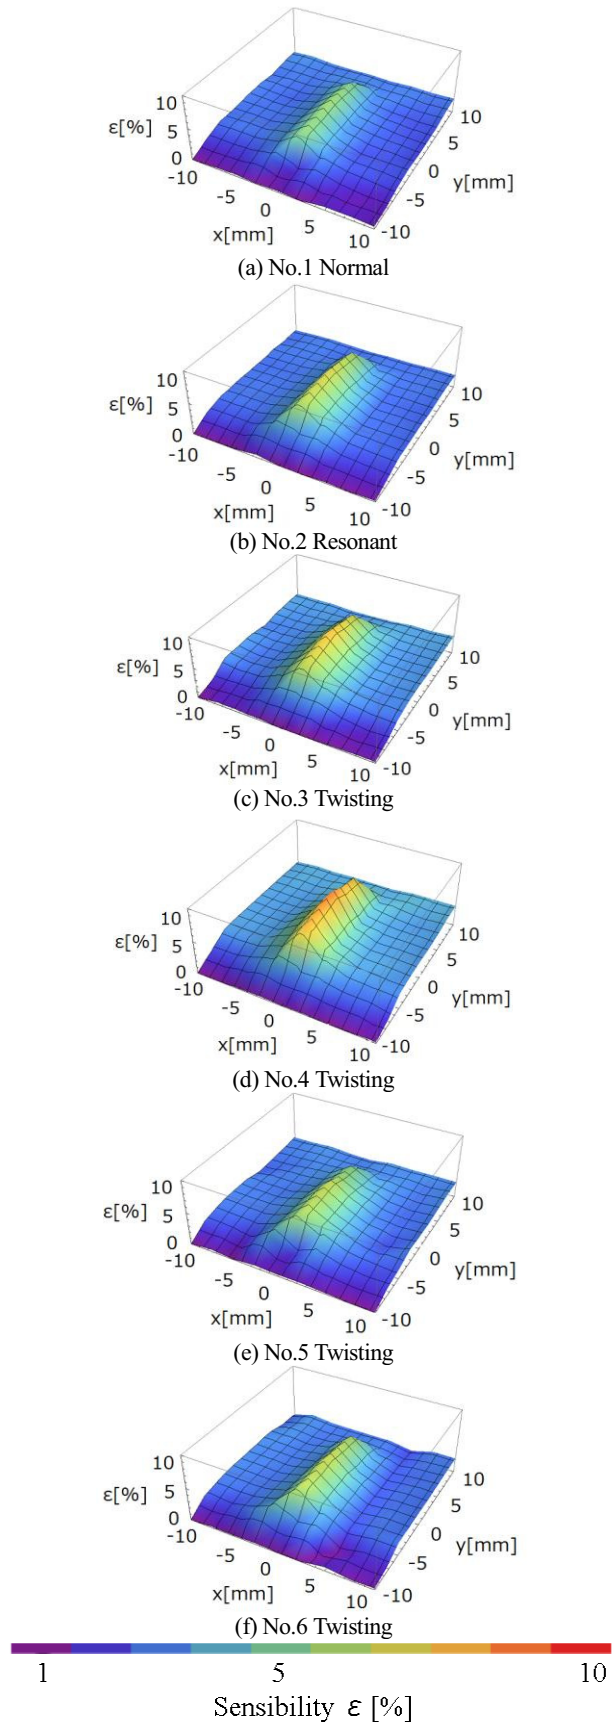 10
ε[%] 5
0
-10
-5
0
x[mm]
5
10
-10
-5
0
y[mm]
5
10
(a) No.1 Normal
10
ε[%] 5
0
-10
-5
0
x[mm]
5
10
-10
-5
0
y[mm]
5
10
(b) No.2 Resonant
10
ε[%] 5
0
-10
-5
0
x[mm]
5
10
-10
-5
0
y[mm]
5
10
(c) No.3 Twisting
10
ε[%] 5
0
-10
-5
0
x[mm]
5
10
-10
-5
0
y[mm]
5
10
(d) No.4 Twisting
10
ε[%] 5
0
-10
-5
0
x[mm]
5
10
-10
-5
0
y[mm]
5
10
(e) No.5 Twisting
10
ε[%] 5
0
-10
-5
0
x[mm]
5
10
-10
-5
0
y[mm]
5
10
(f) No.6 Twisting
1 5 10
Sensibility ε [%]